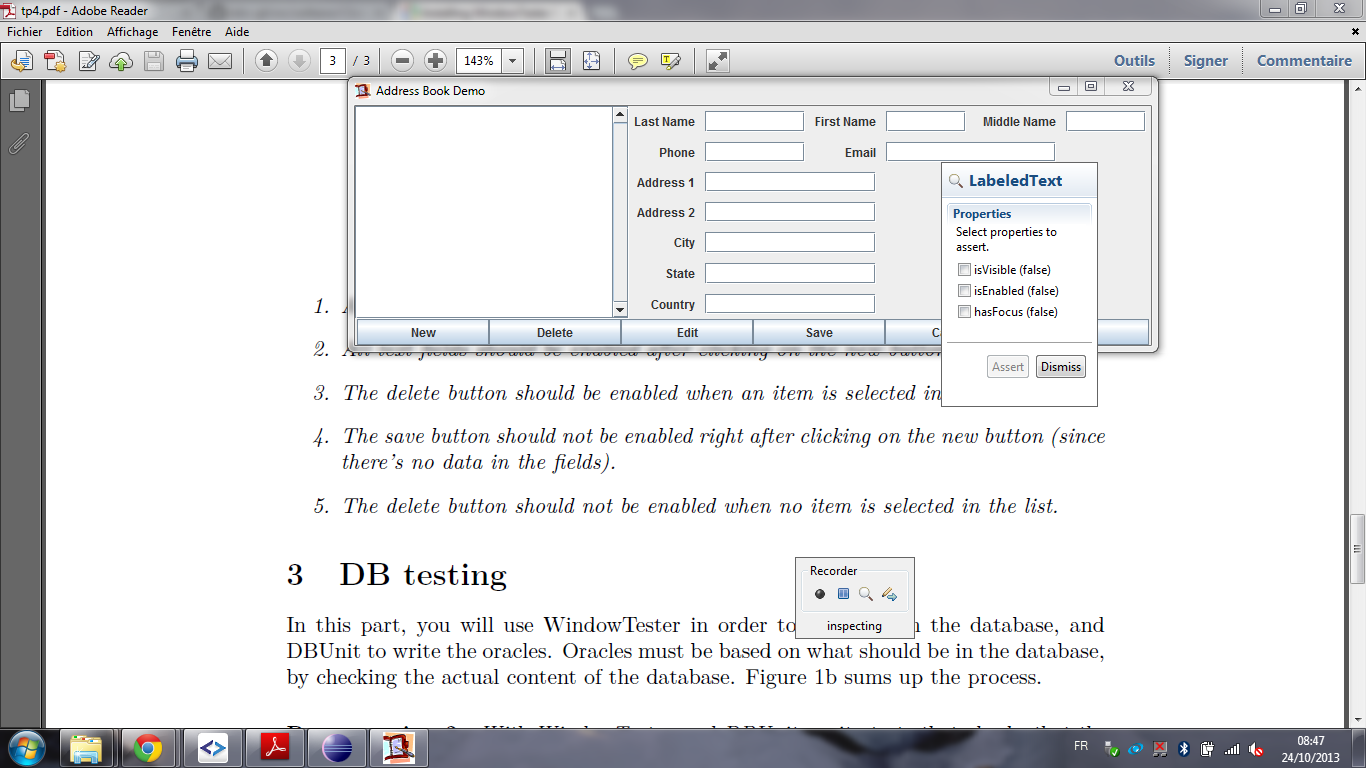 tp4.pdf - Adobe Reader
Fichier Edition Affichage Fenêtre Aide
3 / 3 143% Outils Signer Commentaire
Address Book Demo
Last Name First Name Middle Name
Phone Email
Address 1
Address 2
City
State
Country
New Delete Edit Save
LabeledText
Properties
Select properties to
assert.
isVisible (false)
isEnabled (false)
hasFocus (false)
Assert Dismiss
1.
2. All text fields should be enabled after clicking on the new button
3. The delete button should be enabled when an item is selected in
4. The save button should not be enabled right after clicking on the new button (since
there's no data in the fields).
5. The delete button should not be enabled when no item is selected in the list.
3 DB testing
Recorder
inspecting
In this part, you will use WindowTester in order to the database, and
DBUnit to write the oracles. Oracles must be based on what should be in the database,
by checking the actual content of the database. Figure 1b sums up the process.
FR 08:47
24/10/2013